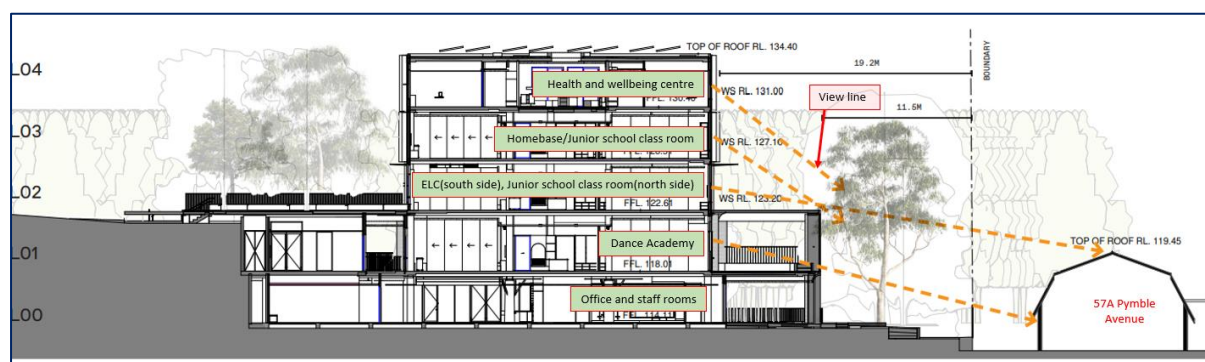 TOP OF ROOF RL. 134.40
19.2M
BOUNDARY
L04
Health and wellbeing centre
WS RL. 131.00
View line
11.5M
L03
Homebase/Junior school class room
WS RL. 127.10
L02
ELC(south side), Junior school class room(north side)
FFL. 122.61
WS RL. 123.20
Dance Academy
TOP OF ROOF RL. 119.45
L01
FFL. 118.01
Office and staff rooms
57A Pymble
Avenue
L00